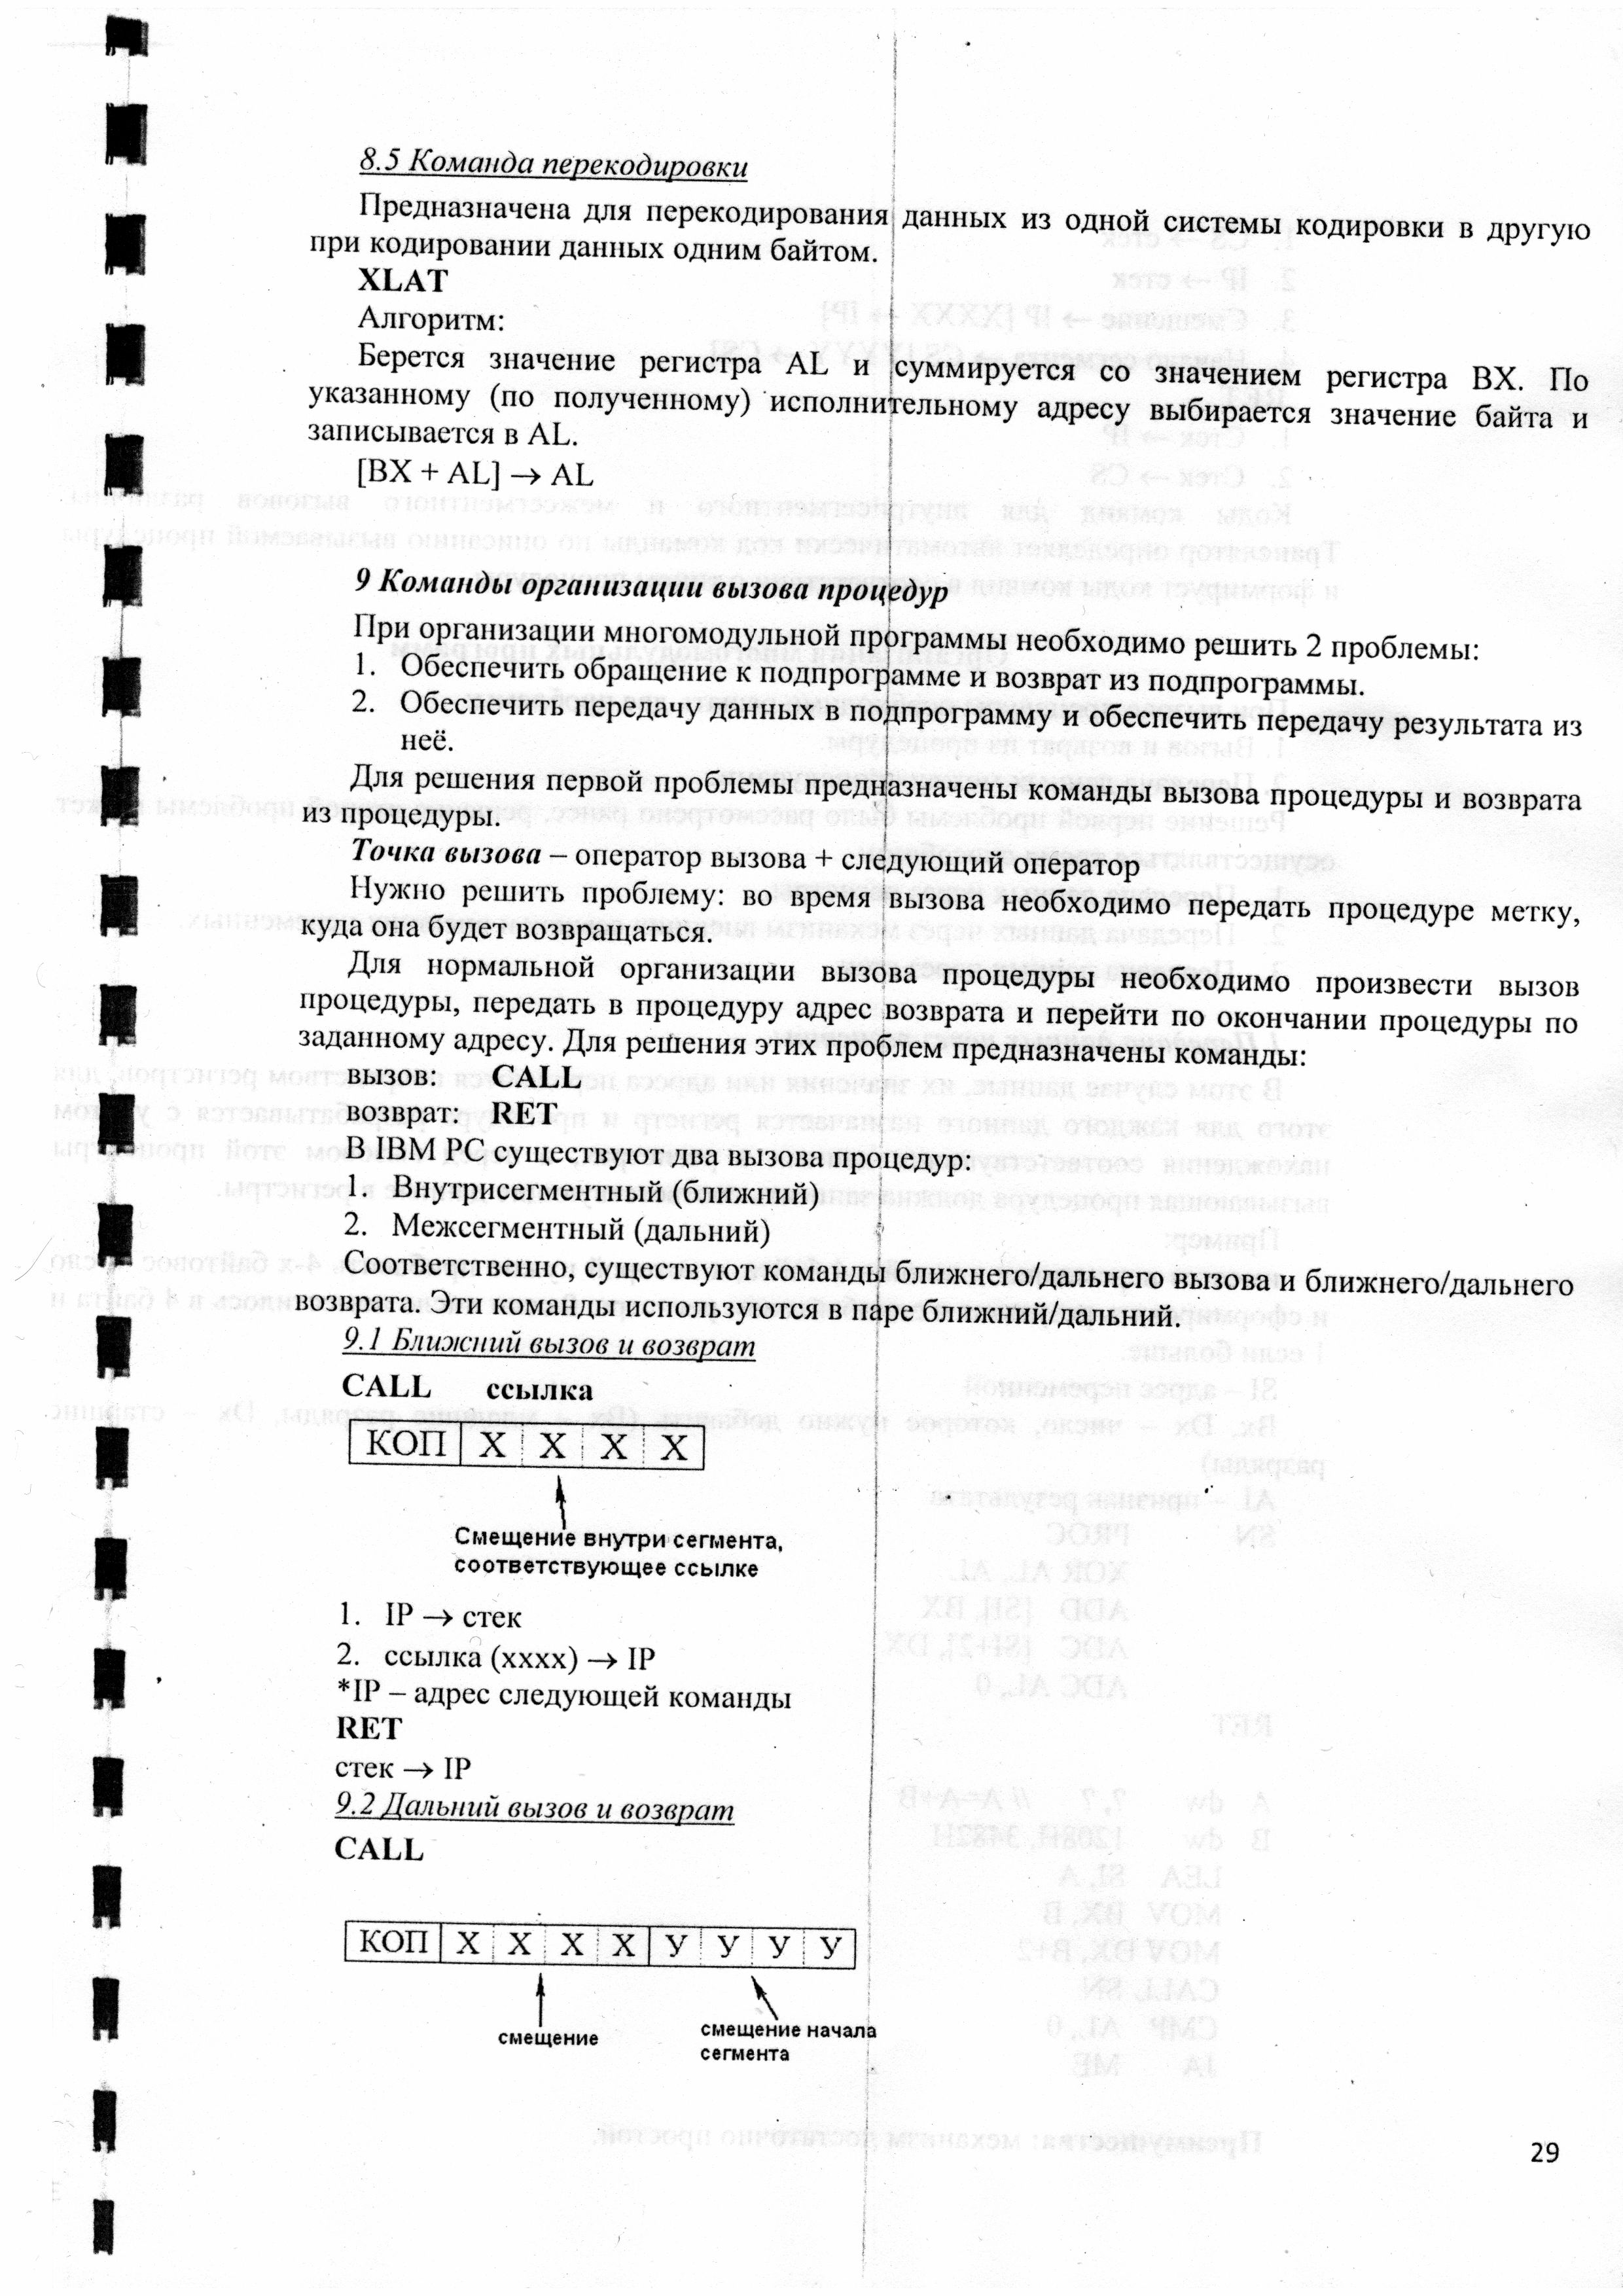 8.5 Команда перекодировки
Предназначена для перекодирования данных из одной системы кодировки в другую
при кодировании данных одним байтом.
XLAT
Алгоритм:
Берется значение регистра AL и суммируется со значением регистра BX. По
указанному (по полученному) исполнительному адресу выбирается значение байта и
записывается в AL.
[BX + AL] → AL
9 Команды организации вызова процедур
При организации многомодульной программы необходимо решить 2 проблемы:
1. Обеспечить обращение к подпрограмме и возврат из подпрограммы.
2. Обеспечить передачу данных в подпрограмму и обеспечить передачу результата из
неё.
Для решения первой проблемы предназначены команды вызова процедуры и возврата
из процедуры.
Точка вызова – оператор вызова + следующий оператор
Нужно решить проблему: во время вызова необходимо передать процедуре метку,
куда она будет возвращаться.
Для нормальной организации вызова процедуры необходимо произвести вызов
процедуры, передать в процедуру адрес возврата и перейти по окончании процедуры по
заданному адресу. Для решения этих проблем предназначены команды:
вызов: CALL
возврат: RET
В IBM PC существуют два вызова процедур:
1. Внутрисегментный (ближний)
2. Межсегментный (дальний)
Соответственно, существуют команды ближнего/дальнего вызова и ближнего/дальнего
возврата. Эти команды используются в паре ближний/дальний.
9.1 Ближний вызов и возврат
CALL ссылка
КОП X X X X
Смещение внутри сегмента,
соответствующее ссылке
1. IP → стек
2. ссылка (xxxx) → IP
*IP – адрес следующей команды
RET
стек → IP
9.2 Дальний вызов и возврат
CALL
КОП X X X X У У У У
смещение
смещение начала
сегмента
29